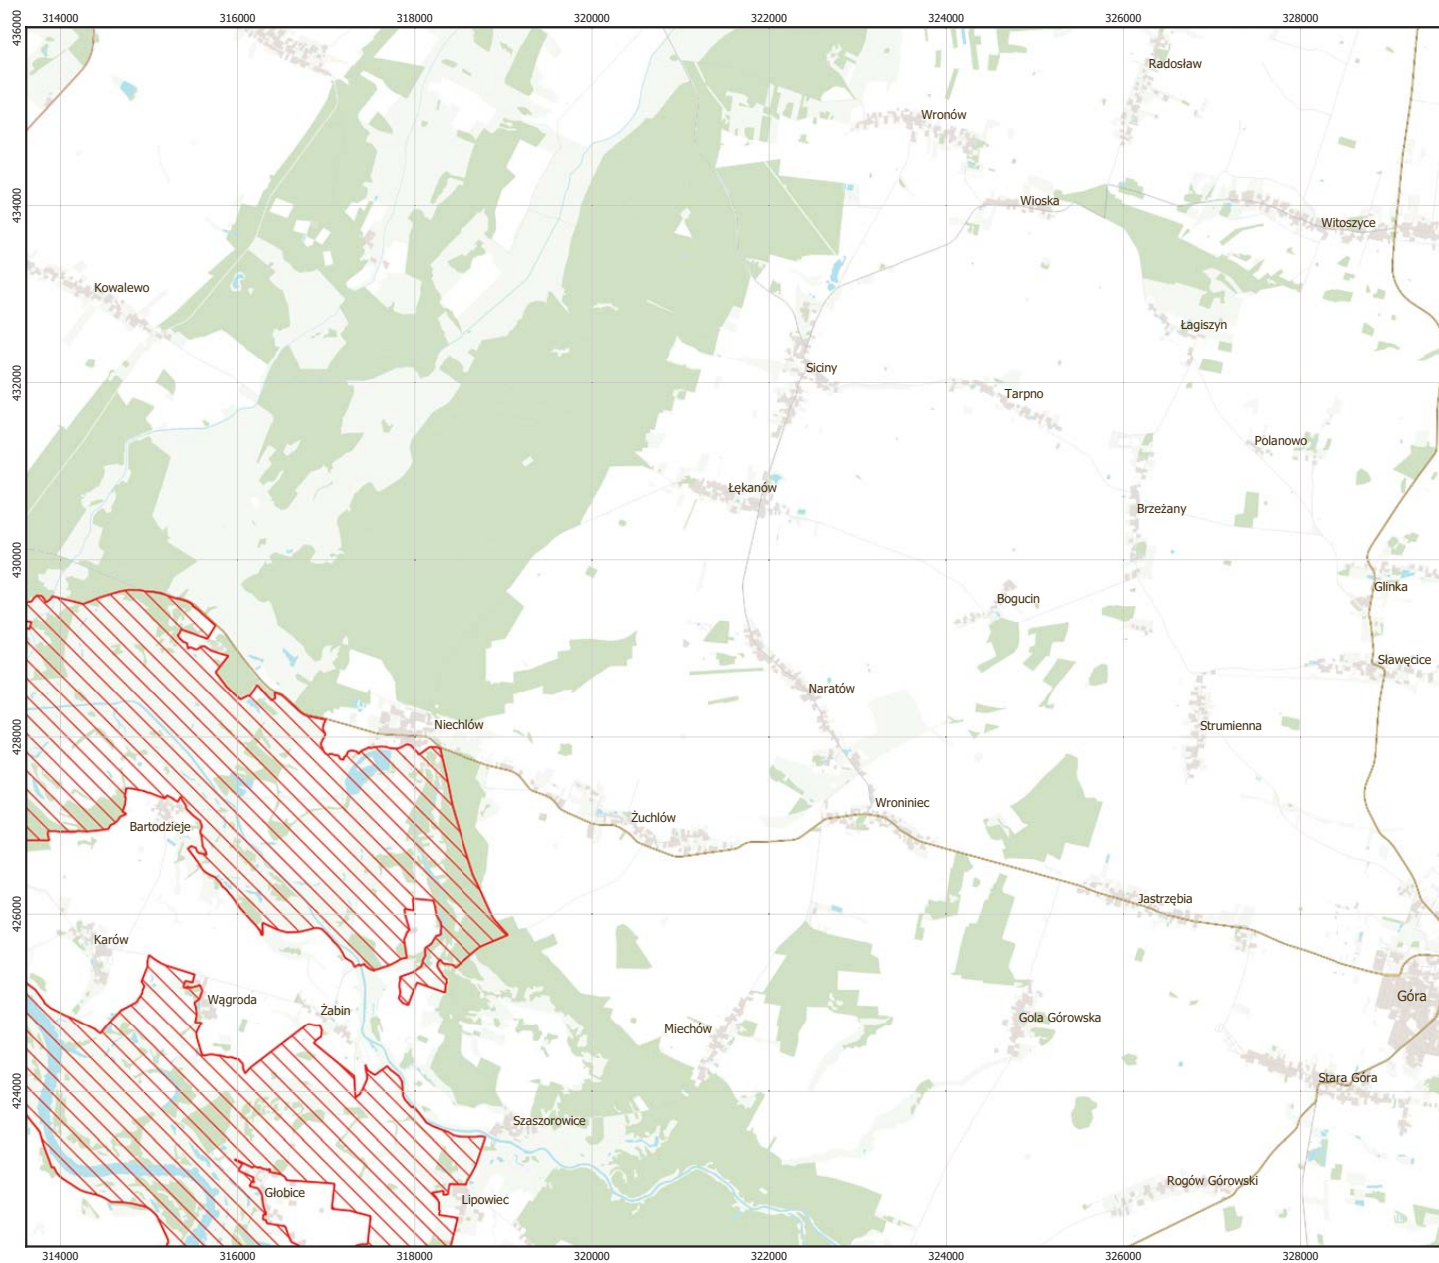 314000 316000 318000 320000 322000 324000 326000 328000
436000
Radosław
Wronów
434000
Wioska
Witoszyce
Kowalewo
Łagiszyn
Siciny
432000
Tarpno
Polanowo
Łękanów
Brzeżany
430000
Glinka
Bogucin
Sławęcice
Naratów
Niechlów
Strumienna
428000
Woniniec
Żuchlów
Bartodzieje
Jastrzębia
426000
Karów
Góra
Wągroda
Żabin
Gola Górowska
Miechów
Stara Góra
424000
Szaszorowice
Rogów Górowski
Głobice
Lipowiec
314000 316000 318000 320000 322000 324000 326000 328000